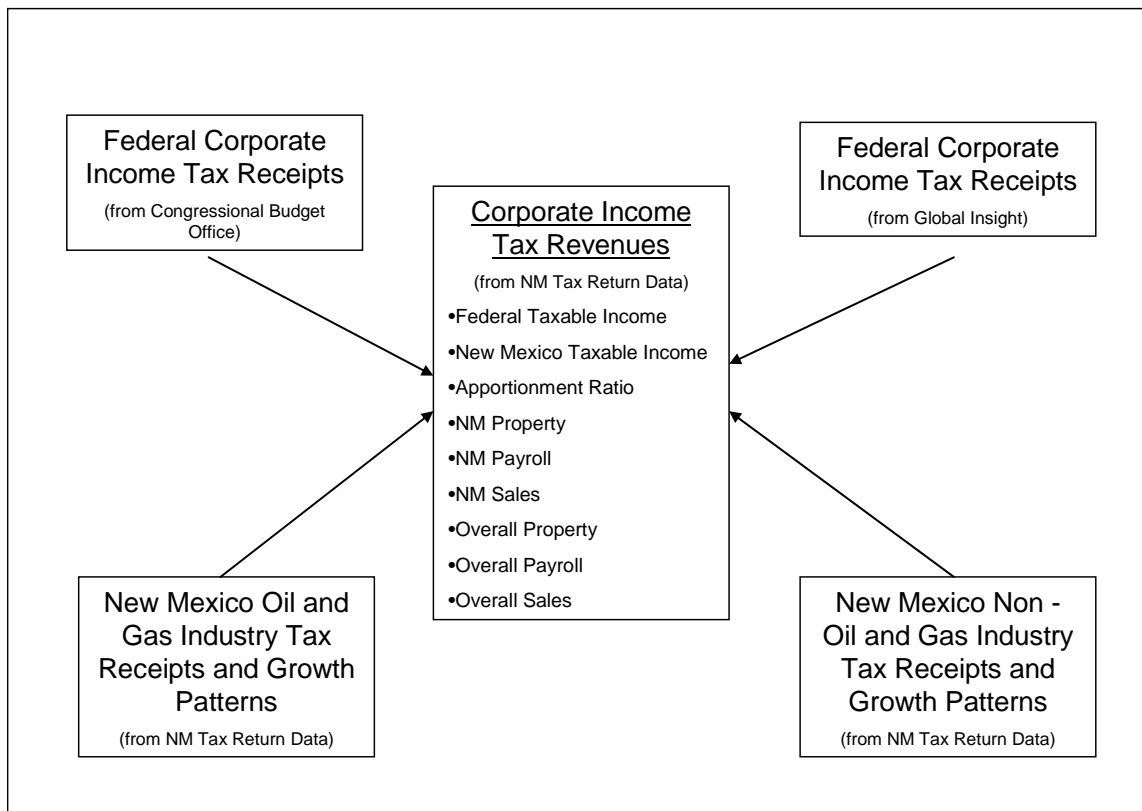 Federal Corporate
Income Tax Receipts
(from Congressional Budget
Office)
Federal Corporate
Income Tax Receipts
(from Global Insight)
Corporate Income
Tax Revenues
(from NM Tax Return Data)
•Federal Taxable Income
•New Mexico Taxable Income
•Apportionment Ratio
•NM Property
•NM Payroll
•NM Sales
•Overall Property
•Overall Payroll
•Overall Sales
New Mexico Oil and
Gas Industry Tax
Receipts and Growth
Patterns
(from NM Tax Return Data)
New Mexico Non -
Oil and Gas Industry
Tax Receipts and
Growth Patterns
(from NM Tax Return Data)